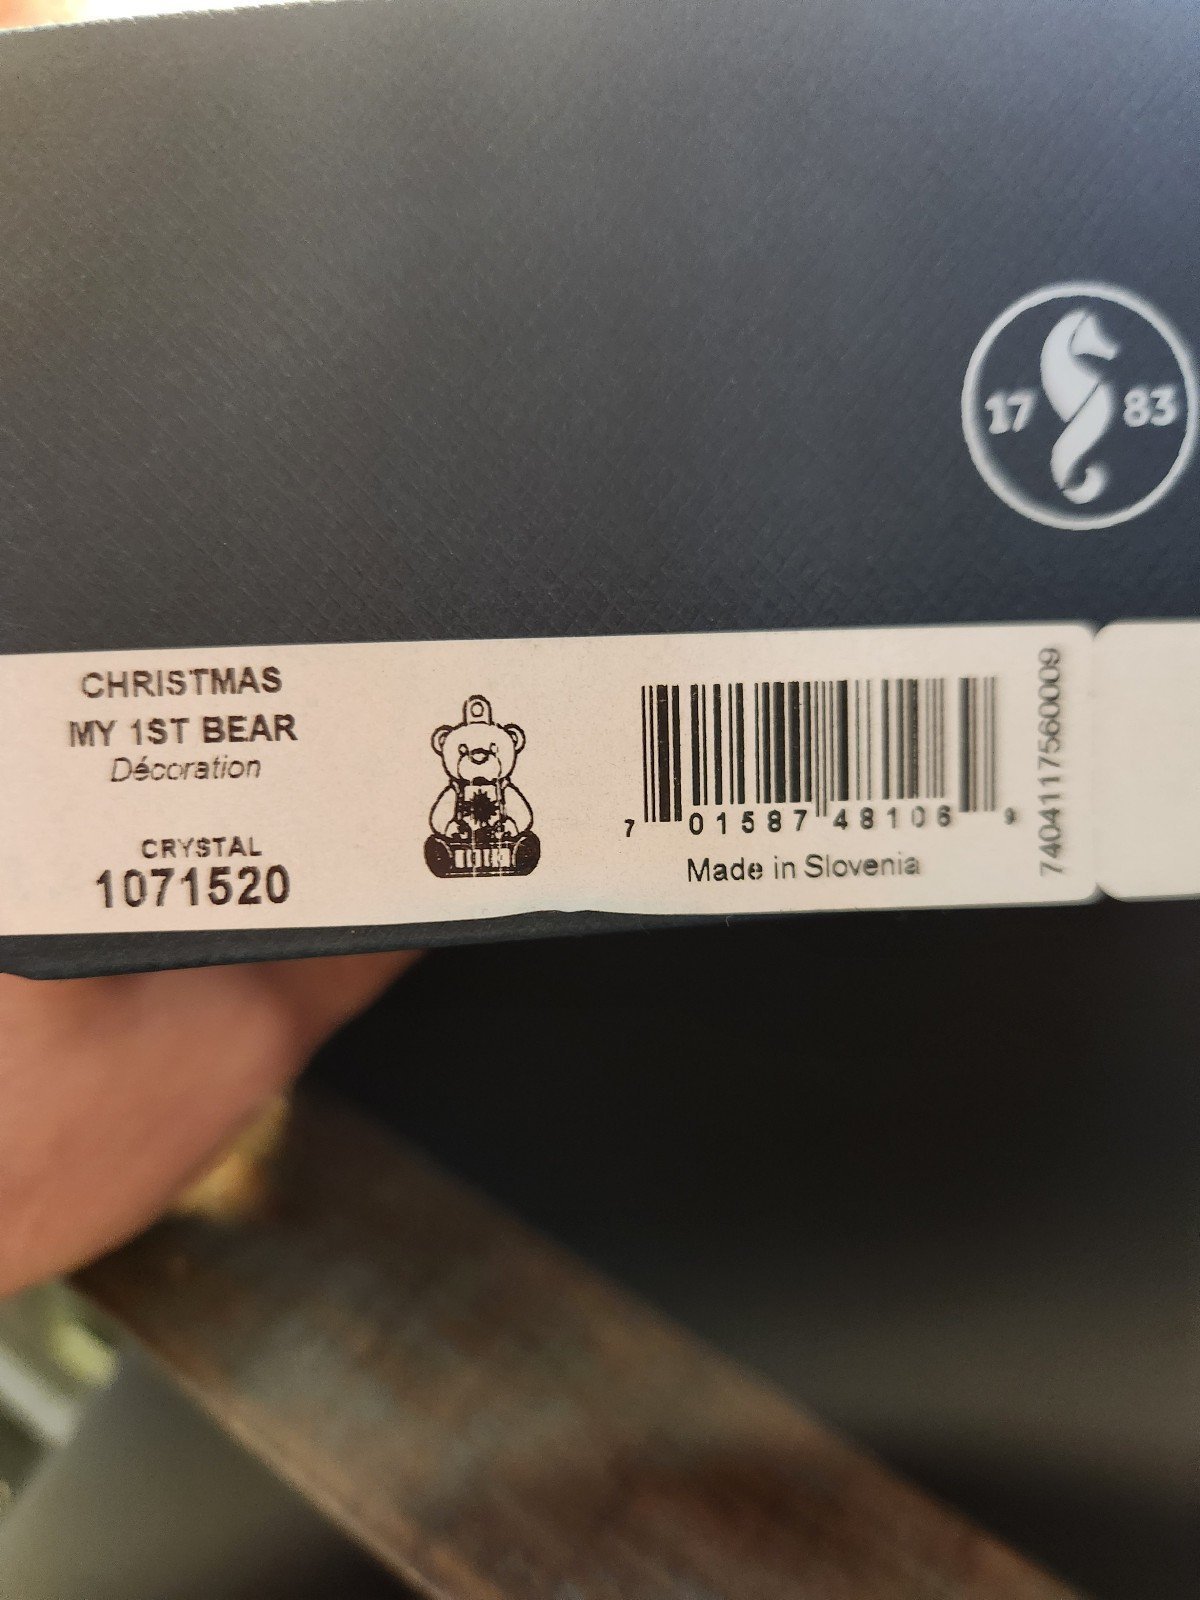 17 83
CHRISTMAS
MY 1ST BEAR
Décoration
CRYSTAL
1071520
7 01587 48106 9
Made in Slovenia
7404117560009